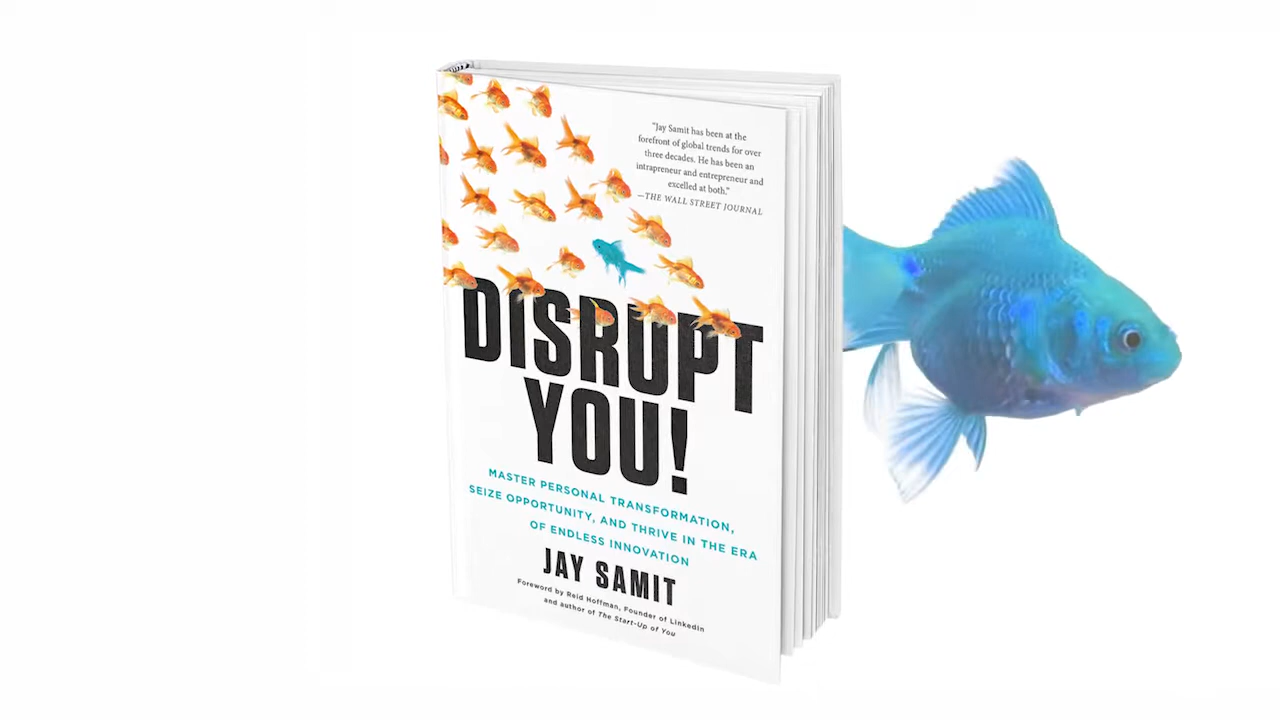 "Jay Samit has been at the
forefront of global trends for over
three decades. He has been an
intrapreneur and entrepreneur and
excelled at both."
—THE WALL STREET JOURNAL
DISRUPT
YOU!
MASTER PERSONAL TRANSFORMATION,
SEIZE OPPORTUNITY, AND THRIVE IN THE ERA
OF ENDLESS INNOVATION
JAY SAMIT
Foreword by Reid Hoffman, Founder of LinkedIn
and author of The Start-Up of You